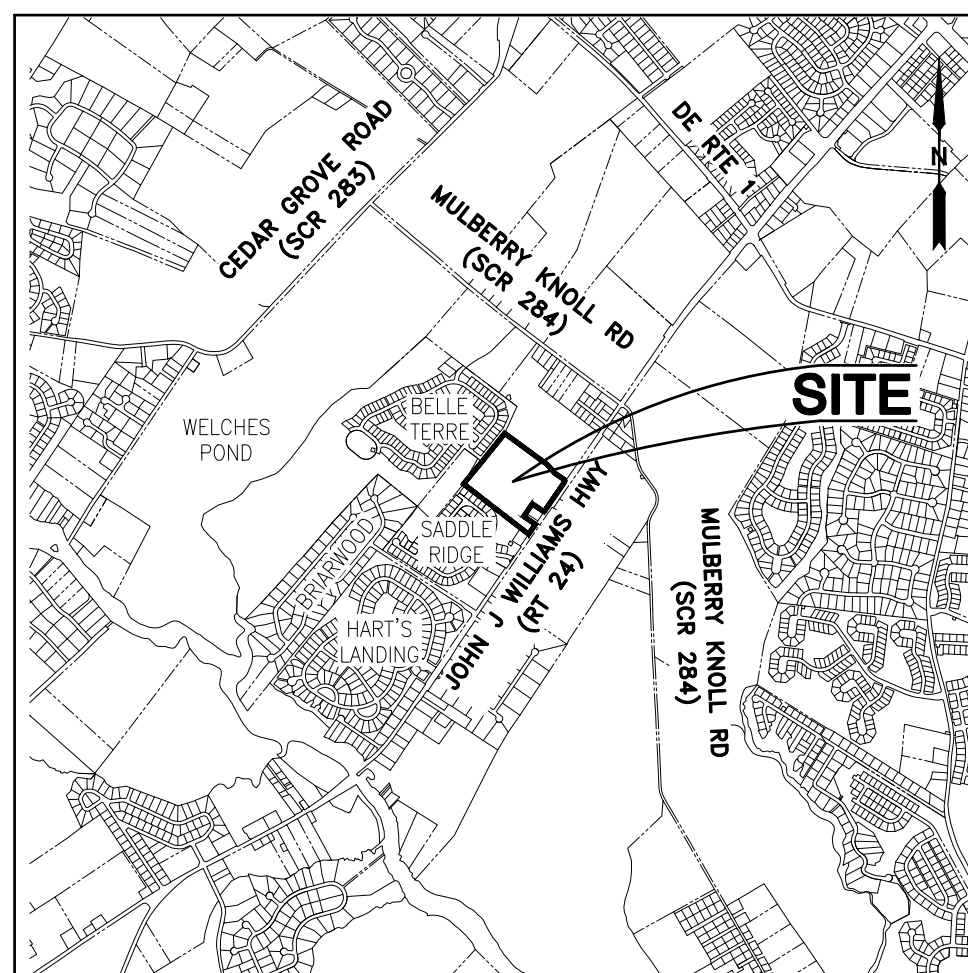 CEDAR GROVE ROAD
(SCR 283)
MULBERRY KNOLL RD
(SCR 284)
DE RTE 1
N
SITE
BELLE
TERRE
WELCHES
POND
SADDLE
RIDGE
BRIARWOOD
HART'S
LANDING
JOHN J WILLIAMS HWY
(RT 24)
MULBERRY KNOLL RD
(SCR 284)